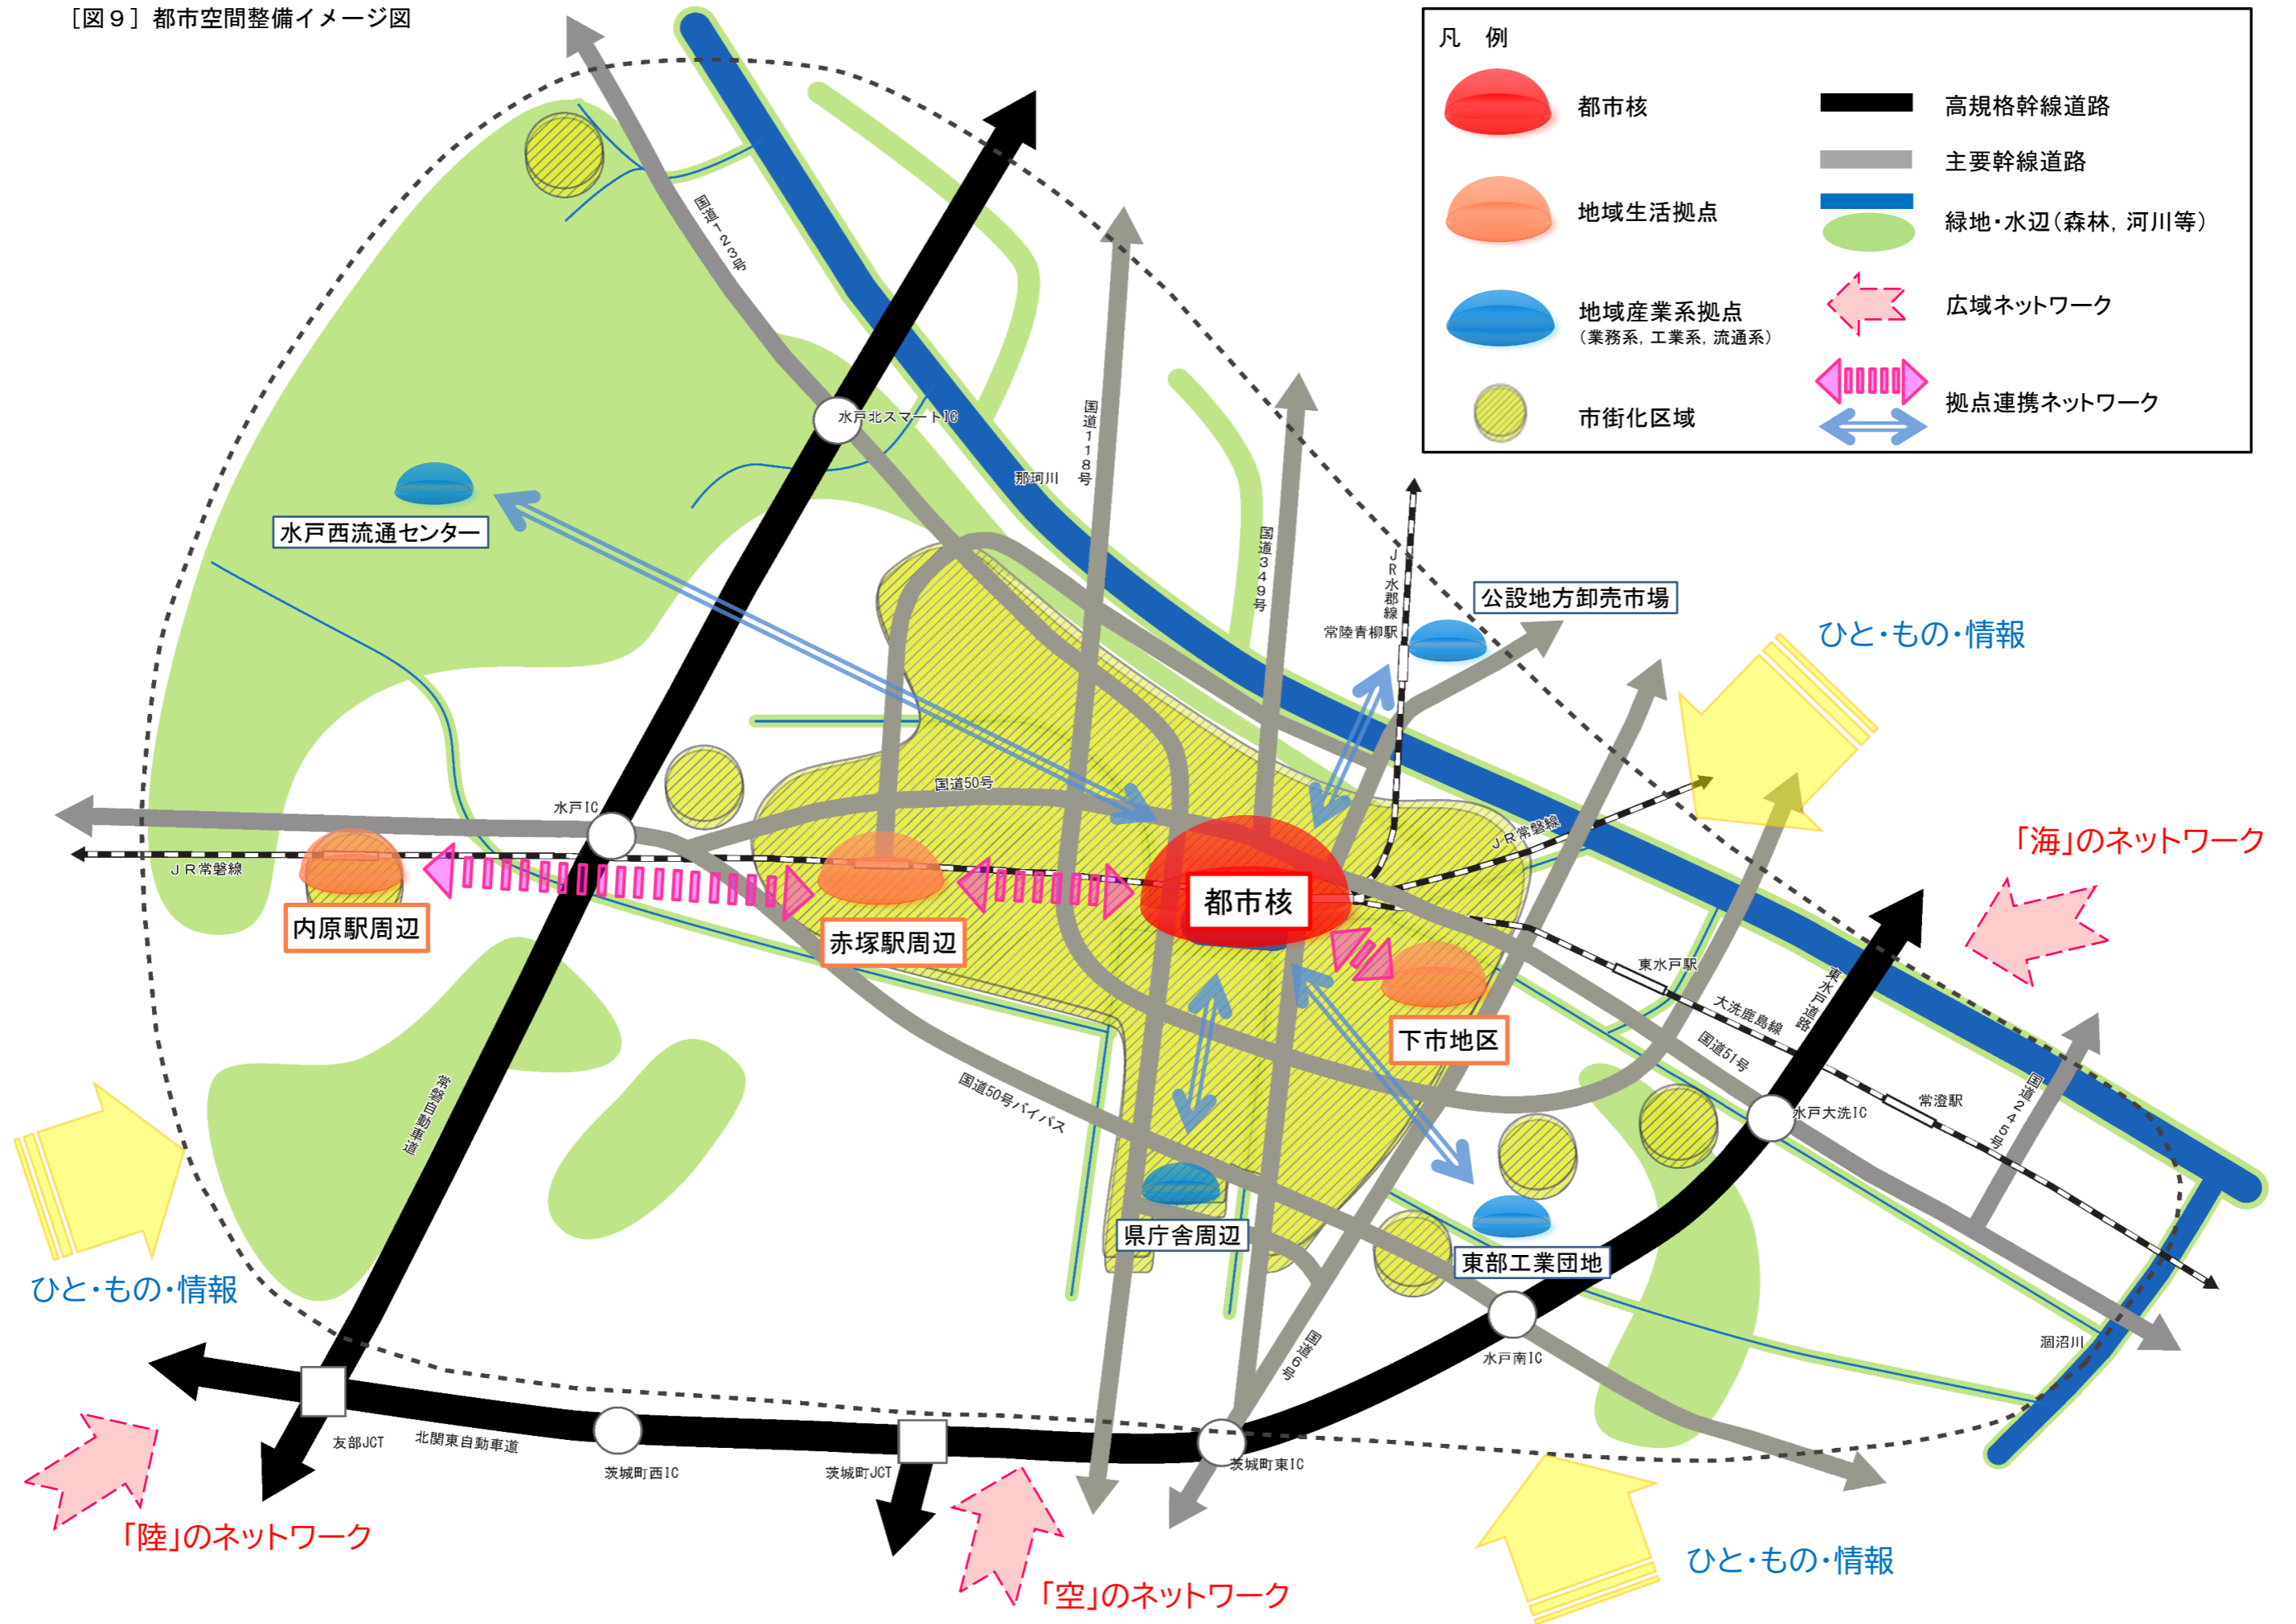 ［図９］都市空間整備イメージ図
凡　例
都市核
地域生活拠点
地域産業系拠点
（業務系，工業系，流通系）
市街化区域
高規格幹線道路
主要幹線道路
緑地・水辺（森林，河川等）
広域ネットワーク
拠点連携ネットワーク
国道１２３号
水戸北スマートIC
国道１１８号
那珂川
水戸西流通センター
国道３４９号
ＪＲ水郡線
常陸青柳駅
公設地方卸売市場
ひと・もの・情報
国道50号
水戸IC
ＪＲ常磐線
ＪＲ常磐線
「海」のネットワーク
内原駅周辺
赤塚駅周辺
都市核
東水戸駅
大洗鹿島線
東水戸道路
下市地区
国道51号
国道50号バイパス
常磐自動車道
水戸大洗IC
常澄駅
国道２４５号
県庁舎周辺
東部工業団地
ひと・もの・情報
国道６号
水戸南IC
涸沼川
友部JCT
北関東自動車道
茨城町西IC
茨城町JCT
茨城町東IC
「陸」のネットワーク
「空」のネットワーク
ひと・もの・情報